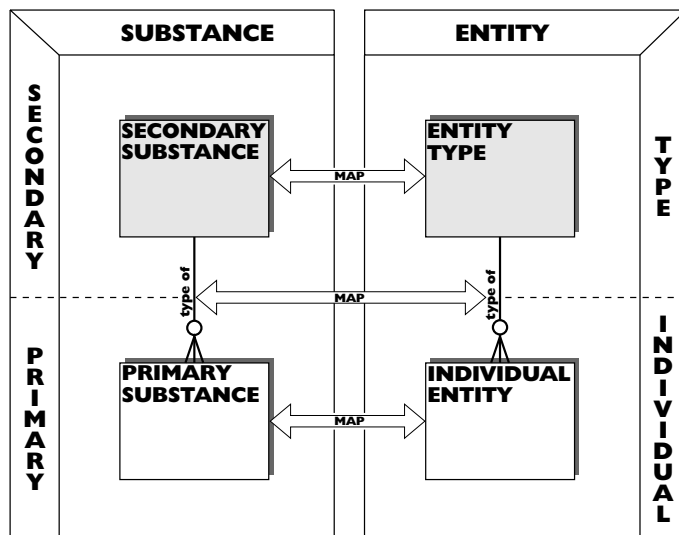 SUBSTANCE
ENTITY
SECONDARY
TYPE
SECONDARY
SUBSTANCE
ENTITY
TYPE
MAP
type of
type of
MAP
PRIMARY
INDIVIDUAL
PRIMARY
SUBSTANCE
INDIVIDUAL
ENTITY
MAP